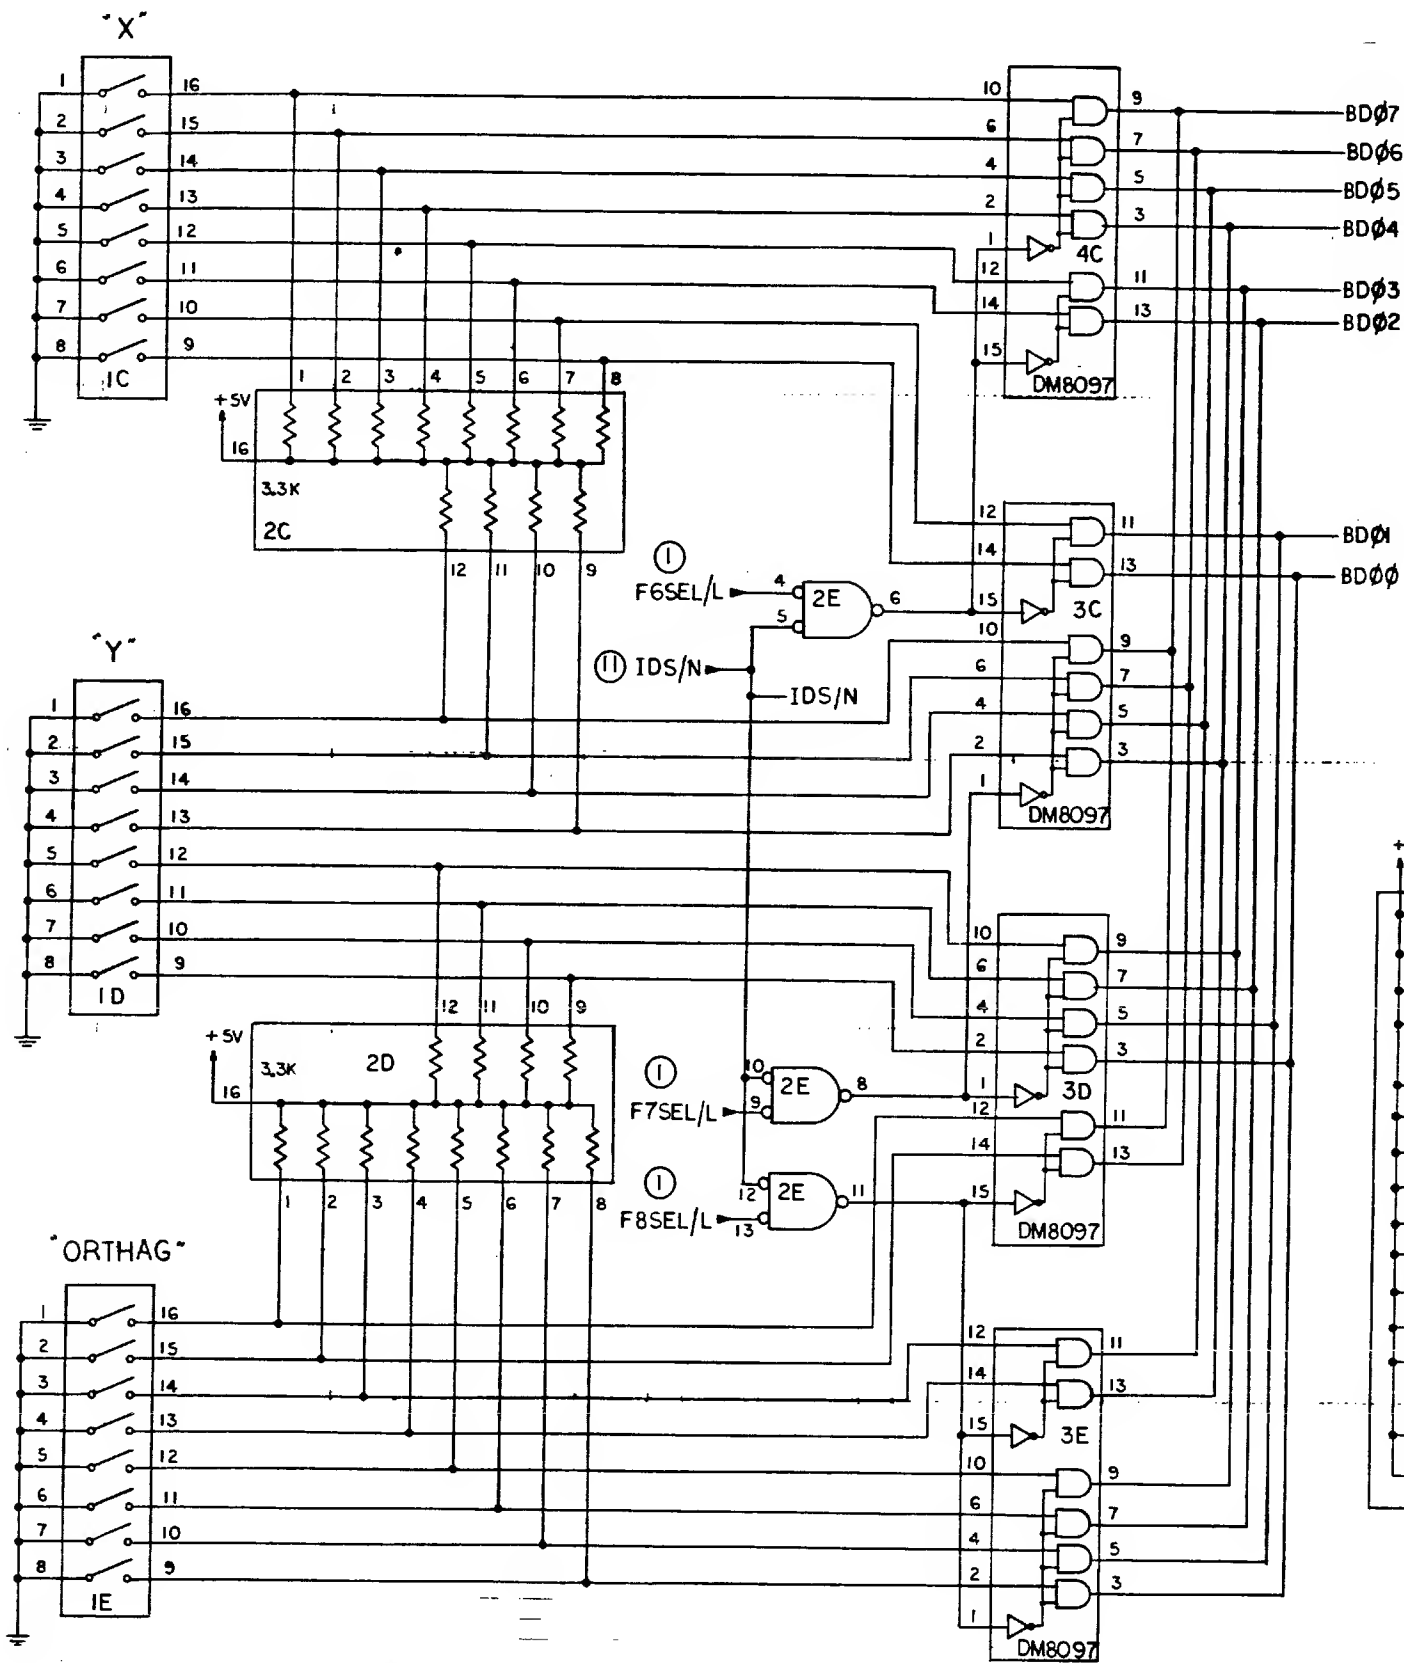 "X"
1 16
2 15
3 14
4 13
5 12
6 11
7 10
8 9
1C
10 9 BDØ7
6 7 BDØ6
4 5 BDØ5
2 3 BDØ4
1 4C
12 11 BDØ3
14 13 BDØ2
15
DM8097
+5V
1 2 3 4 5 6 7 8
16
3.3K
2C
12 11 10 9
12 11 BDØ1
14 13 BDØØ
15 3C
10 9
6 7
4 5
2 3
1
DM8097
1
F6SEL/L 4 2E 6
5
11 IDS/N
IDS/N
"Y"
1 16
2 15
3 14
4 13
5 12
6 11
7 10
8 9
1D
+5V
12 11 10 9
3.3K 2D
16
1 2 3 4 5 6 7 8
1
10 2E 8
F7SEL/L 9
1
12 2E 11
F8SEL/L 13
10 9
6 7
4 5
2 3
1 3D
12 11
14 13
15
DM8097
"ORTHAG"
1 16
2 15
3 14
4 13
5 12
6 11
7 10
8 9
1E
12 11
14 13
15 3E
10 9
6 7
4 5
2 3
1
DM8097
+